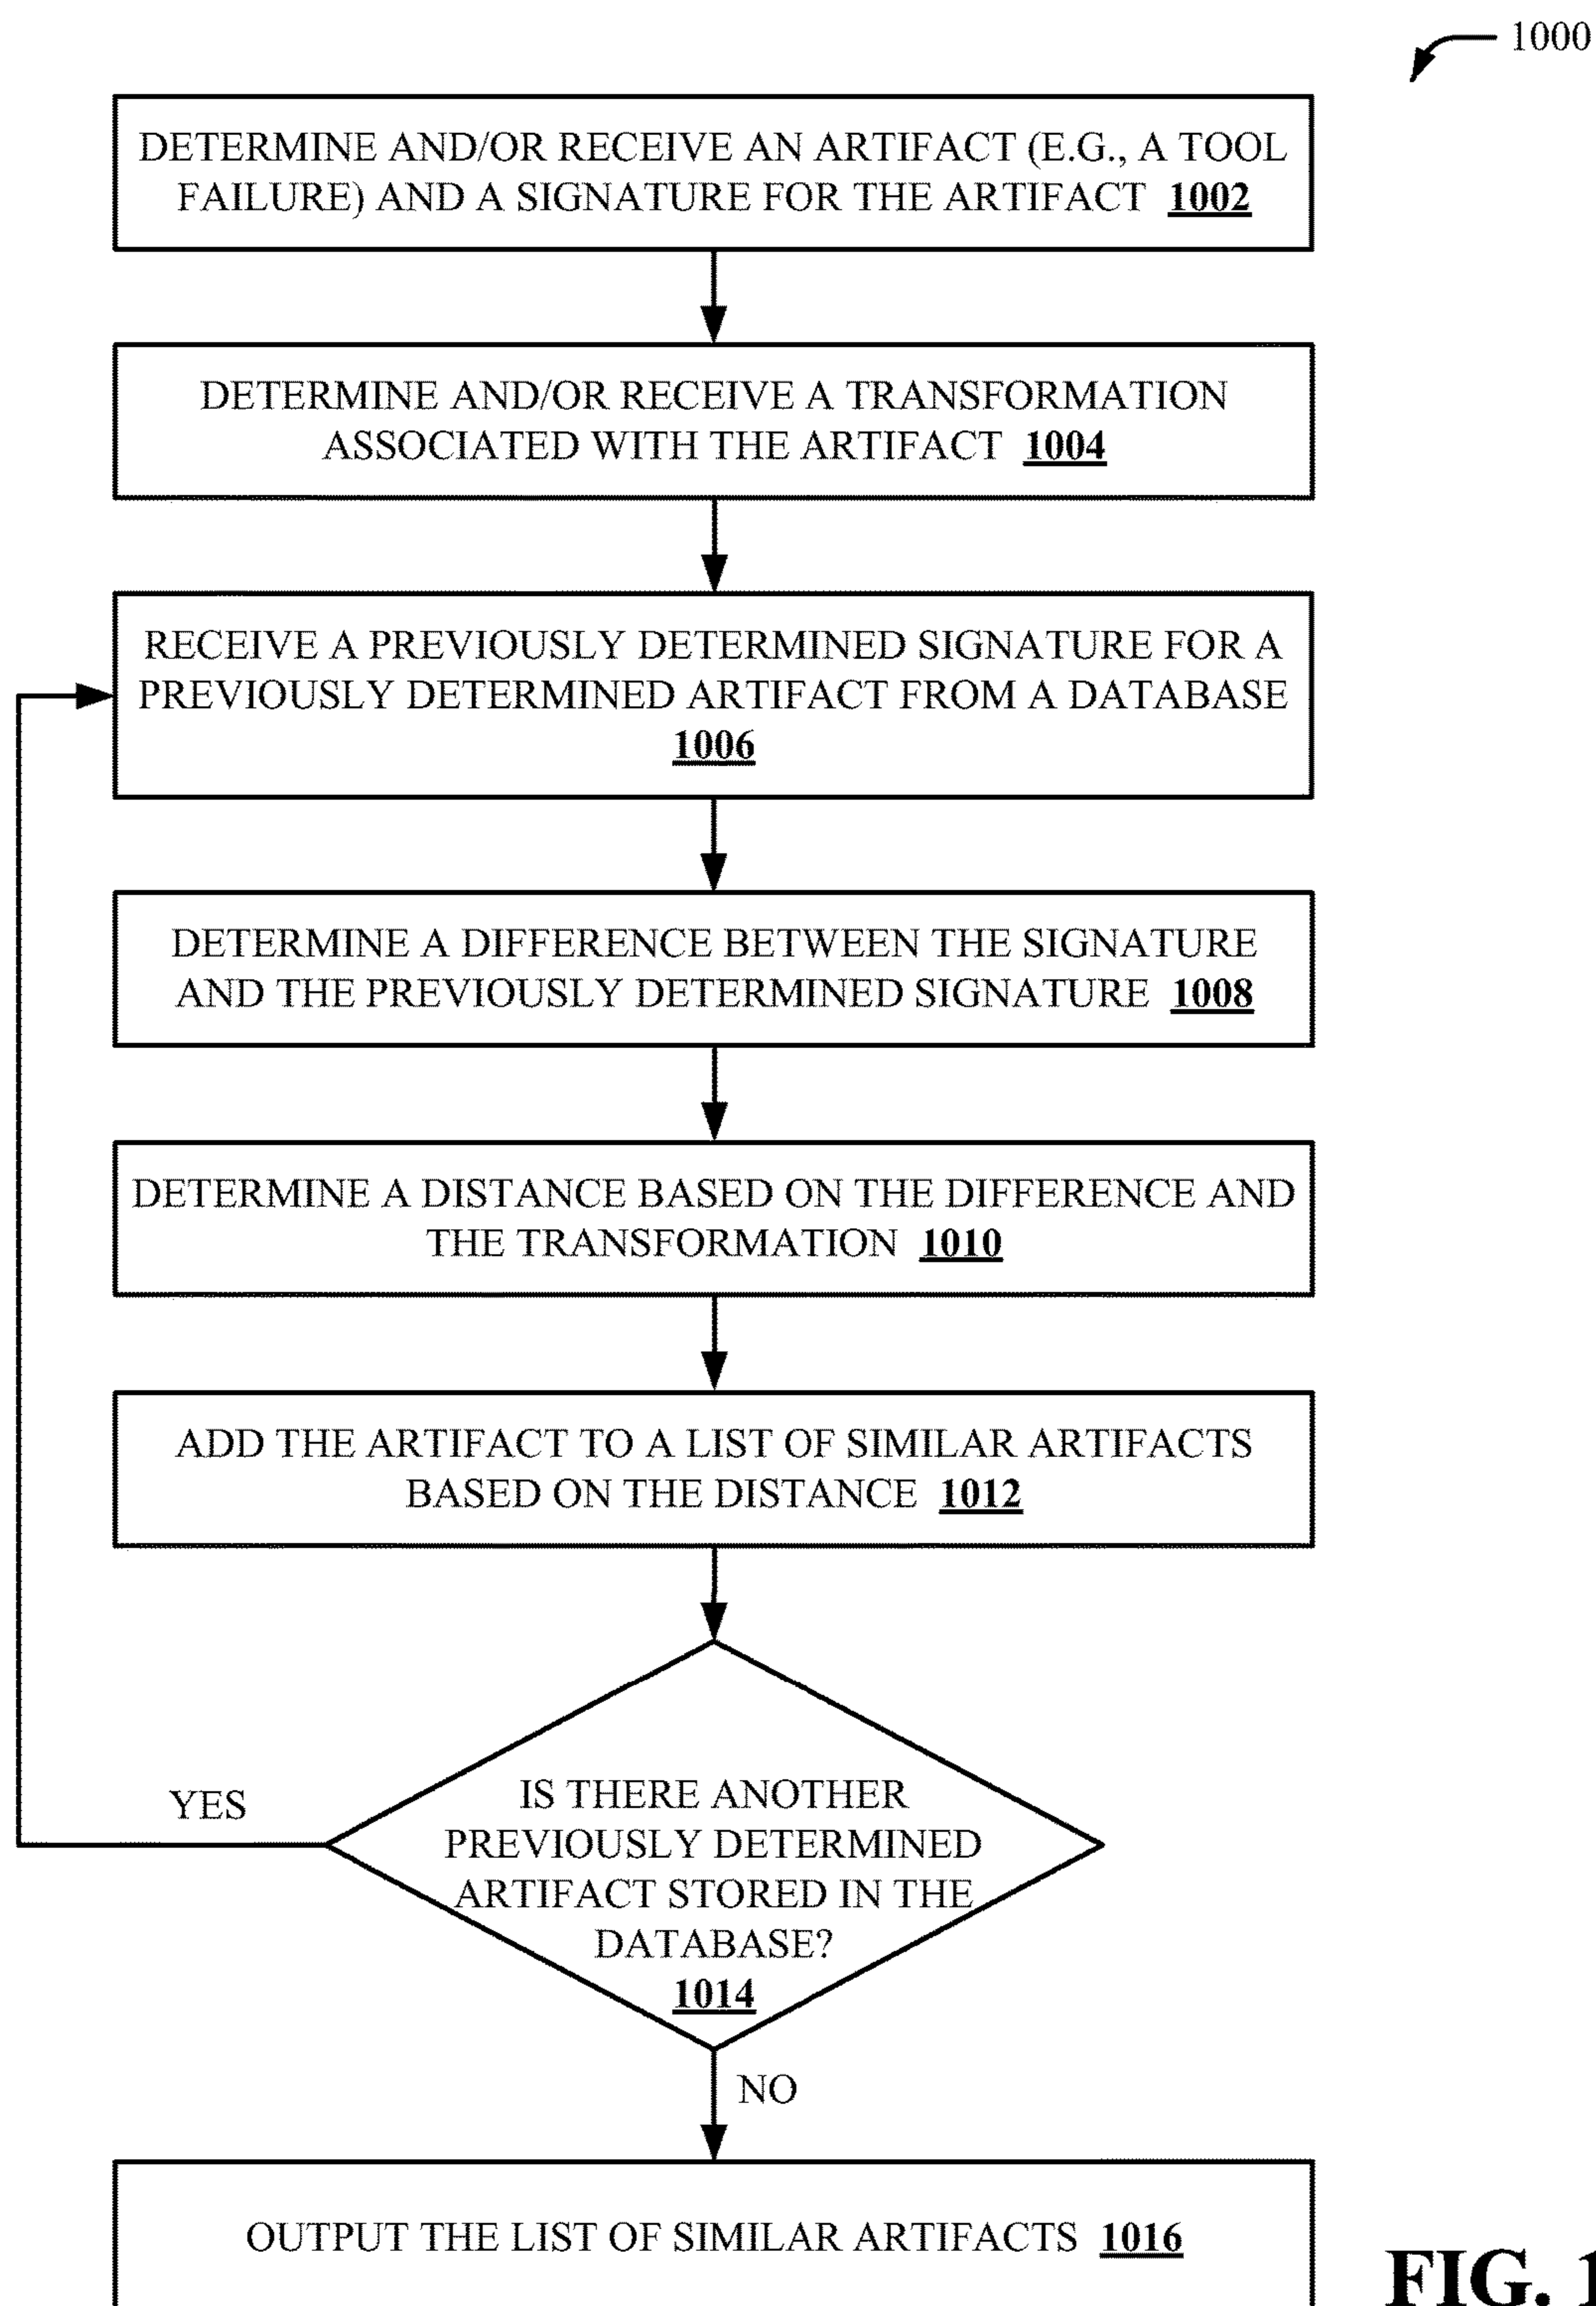 1000
DETERMINE AND/OR RECEIVE AN ARTIFACT (E.G., A TOOL
FAILURE) AND A SIGNATURE FOR THE ARTIFACT 1002
DETERMINE AND/OR RECEIVE A TRANSFORMATION
ASSOCIATED WITH THE ARTIFACT 1004
RECEIVE A PREVIOUSLY DETERMINED SIGNATURE FOR A
PREVIOUSLY DETERMINED ARTIFACT FROM A DATABASE
1006
DETERMINE A DIFFERENCE BETWEEN THE SIGNATURE
AND THE PREVIOUSLY DETERMINED SIGNATURE 1008
DETERMINE A DISTANCE BASED ON THE DIFFERENCE AND
THE TRANSFORMATION 1010
ADD THE ARTIFACT TO A LIST OF SIMILAR ARTIFACTS
BASED ON THE DISTANCE 1012
IS THERE ANOTHER
YES
PREVIOUSLY DETERMINED
ARTIFACT STORED IN THE
DATABASE?
1014
NO
OUTPUT THE LIST OF SIMILAR ARTIFACTS 1016
FIG. 1